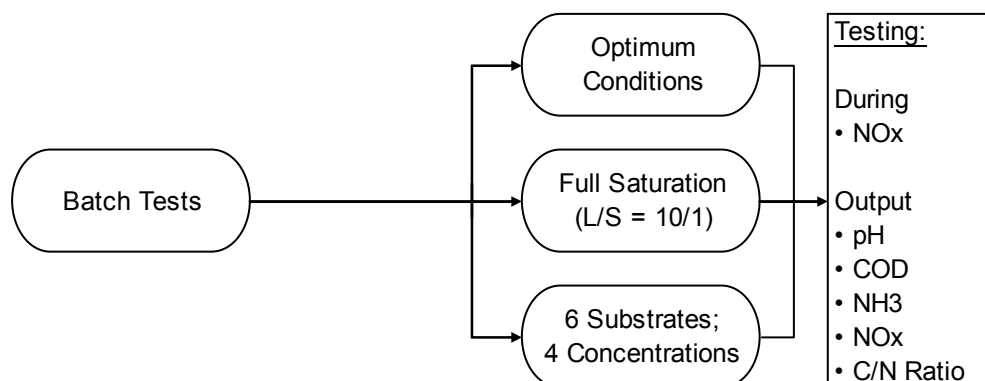 Batch Tests
Optimum
Conditions
Full Saturation
(L/S = 10/1)
6 Substrates;
4 Concentrations
Testing:
During
• NOx
Output
• pH
• COD
• NH3
• NOx
• C/N Ratio